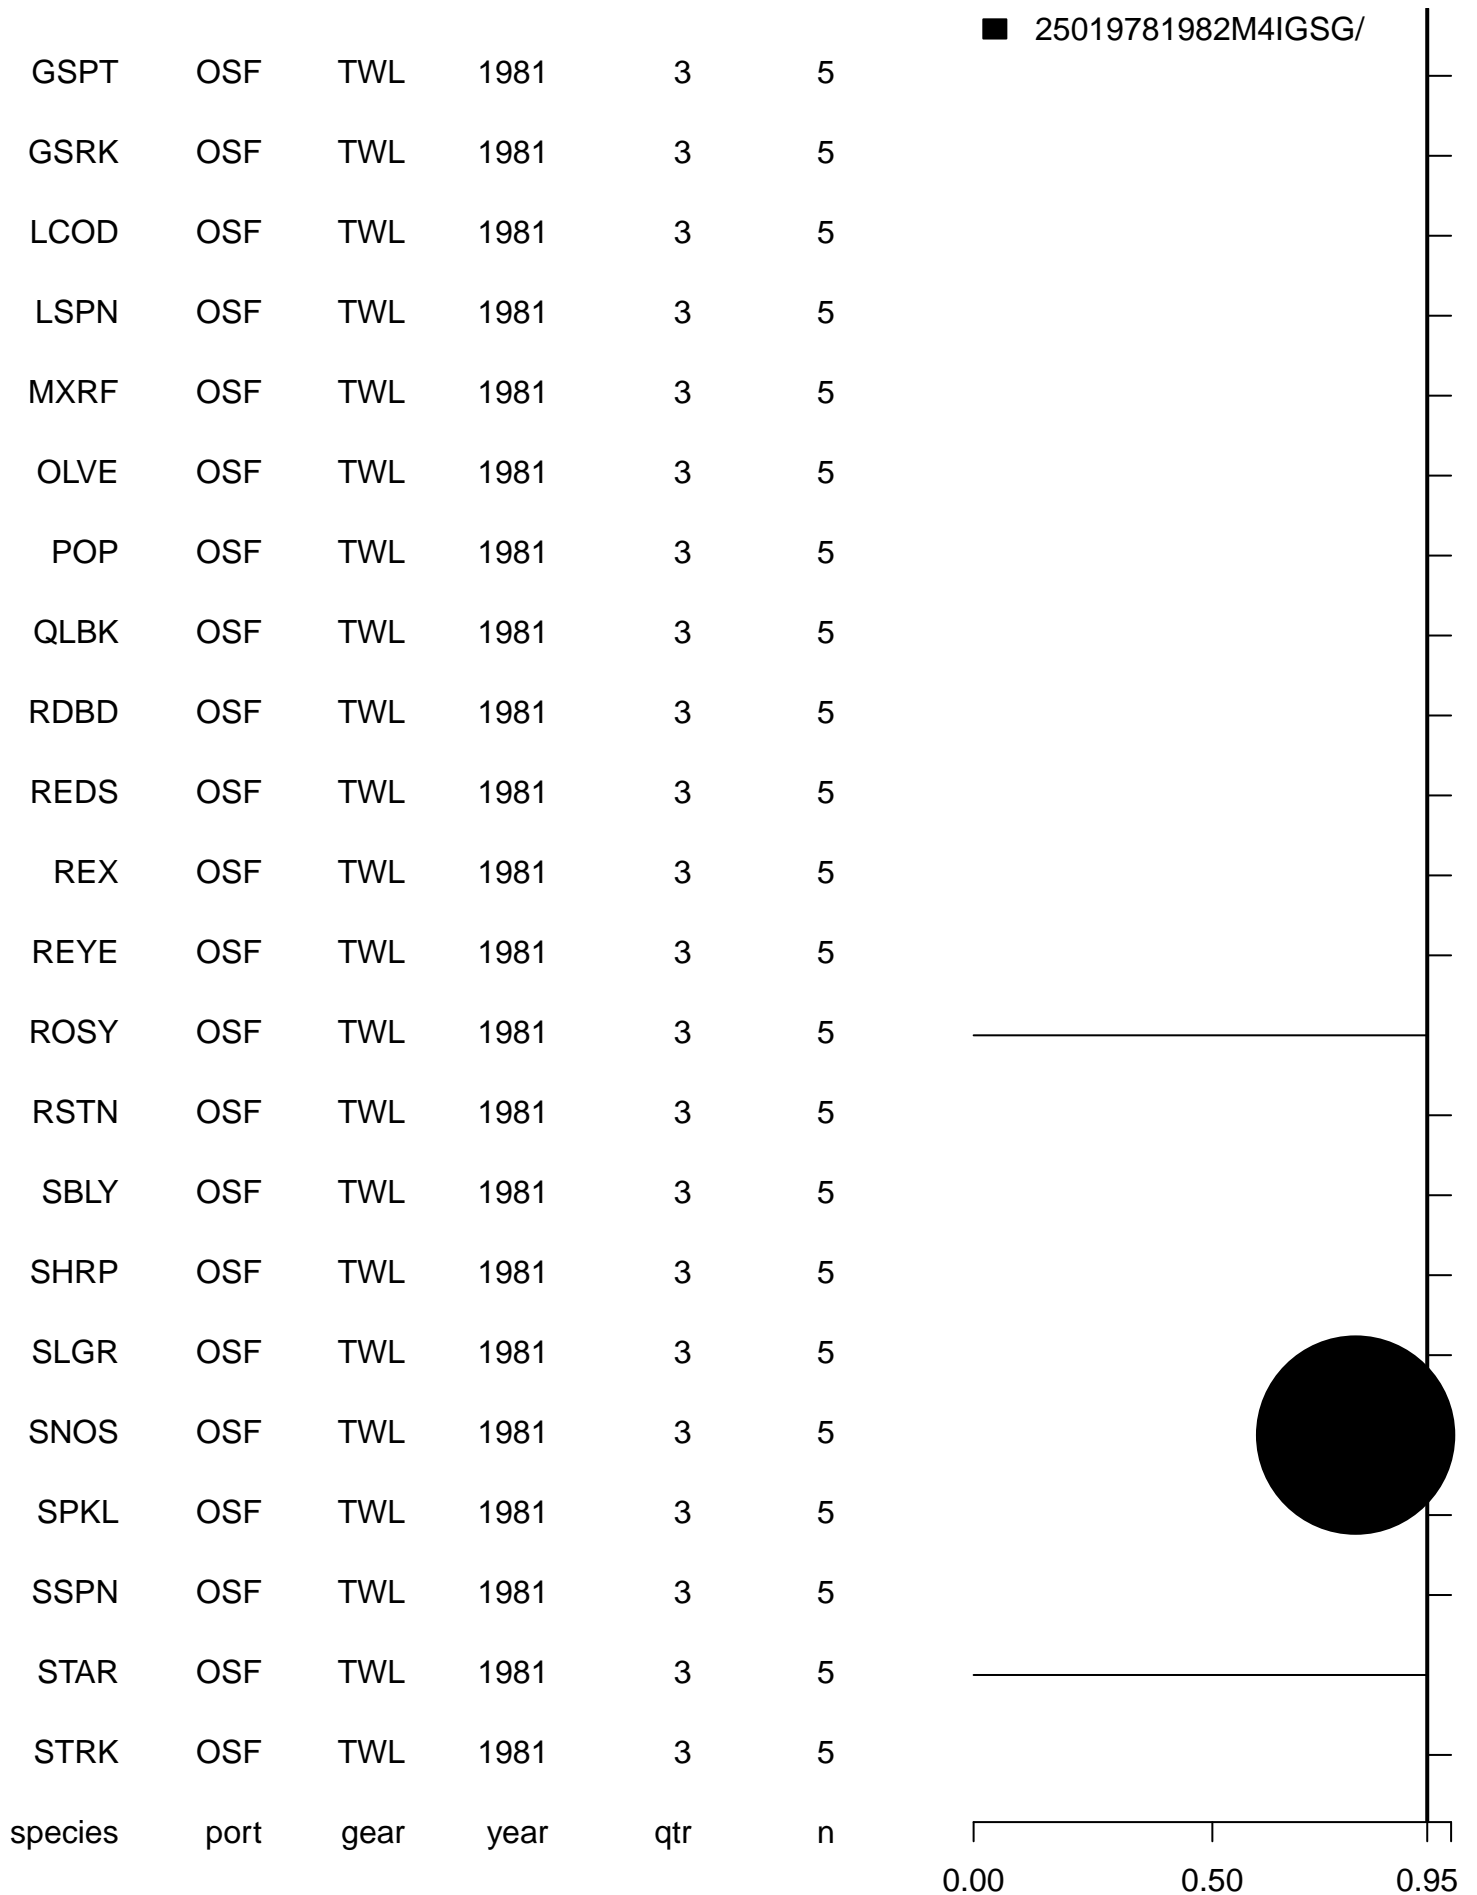 25019781982M4IGSG/
GSPT OSF TWL 1981 3 5
GSRK OSF TWL 1981 3 5
LCOD OSF TWL 1981 3 5
LSPN OSF TWL 1981 3 5
MXRF OSF TWL 1981 3 5
OLVE OSF TWL 1981 3 5
POP OSF TWL 1981 3 5
QLBK OSF TWL 1981 3 5
RDBD OSF TWL 1981 3 5
REDS OSF TWL 1981 3 5
REX OSF TWL 1981 3 5
REYE OSF TWL 1981 3 5
ROSY OSF TWL 1981 3 5
RSTN OSF TWL 1981 3 5
SBLY OSF TWL 1981 3 5
SHRP OSF TWL 1981 3 5
SLGR OSF TWL 1981 3 5
SNOS OSF TWL 1981 3 5
SPKL OSF TWL 1981 3 5
SSPN OSF TWL 1981 3 5
STAR OSF TWL 1981 3 5
STRK OSF TWL 1981 3 5
species port gear year qtr n
0.00 0.50 0.95